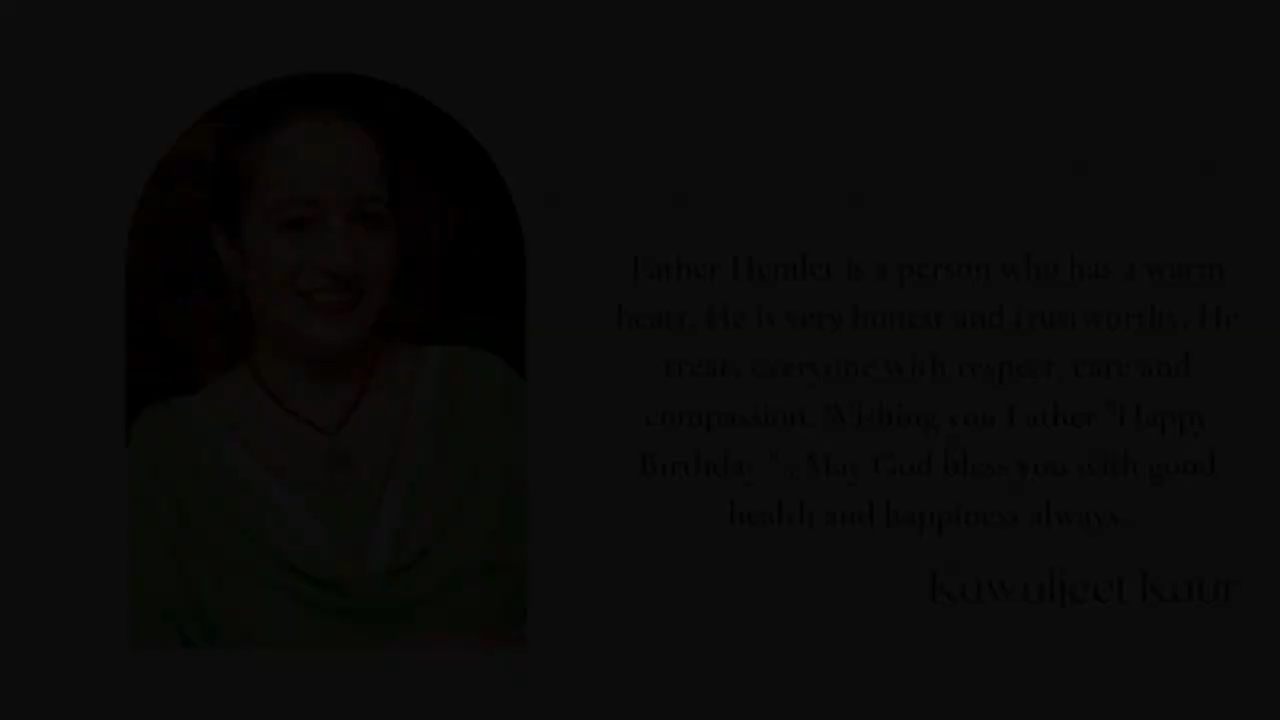 Father Hemlet is a person who has a warm
heart. He is very honest and trustworthy. He
treats everyone with respect, care and
compassion. Wishing you Father "Happy
Birthday". May God bless you with good
health and happiness always.
Kawaljeet Kaur